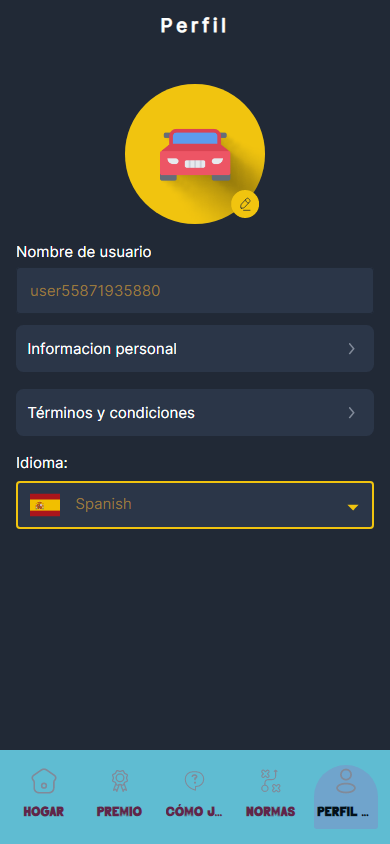 Perfil
Nombre de usuario
user55871935880
Informacion personal
Términos y condiciones
Idioma:
Spanish
HOGAR PREMIO CÓMO J... NORMAS PERFIL ...